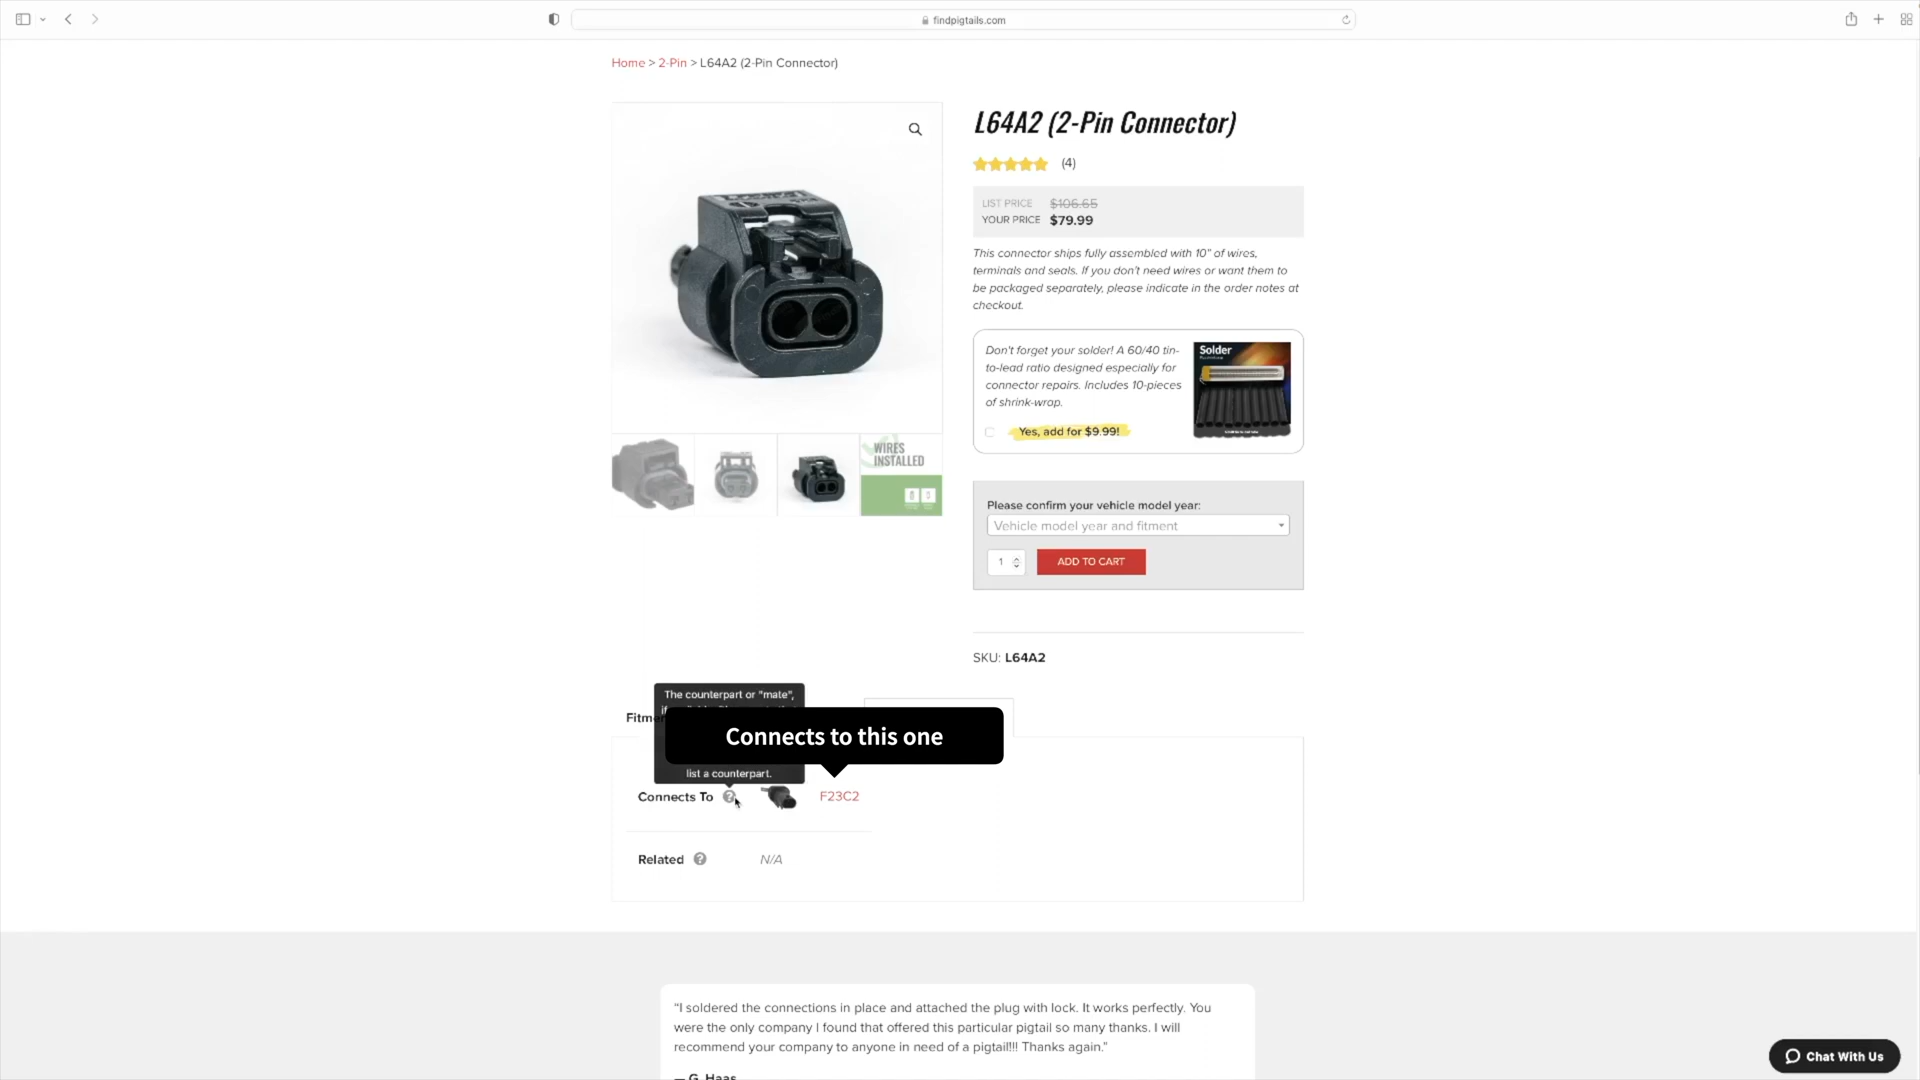 findpigtails.com
Home > 2-Pin > L64A2 (2-Pin Connector)
L64A2 (2-Pin Connector)
(4)
LIST PRICE $106.65
YOUR PRICE $79.99
This connector ships fully assembled with 10" of wires,
terminals and seals. If you don't need wires or want them to
be packaged separately, please indicate in the order notes at
checkout.
Don't forget your solder! A 60/40 tin-
to-lead ratio designed especially for
connector repairs. Includes 10-pieces
of shrink-wrap.
Yes, add for $9.99!
Solder
WIRES
INSTALLED
Please confirm your vehicle model year:
Vehicle model year and fitment
1
ADD TO CART
SKU: L64A2
The counterpart or "mate",
Connects to this one
list a counterpart.
Connects To ? F23C2
Related ? N/A
"I soldered the connections in place and attached the plug with lock. It works perfectly. You
were the only company I found that offered this particular pigtail so many thanks. I will
recommend your company to anyone in need of a pigtail!!! Thanks again."
— G. Haas
Chat With Us